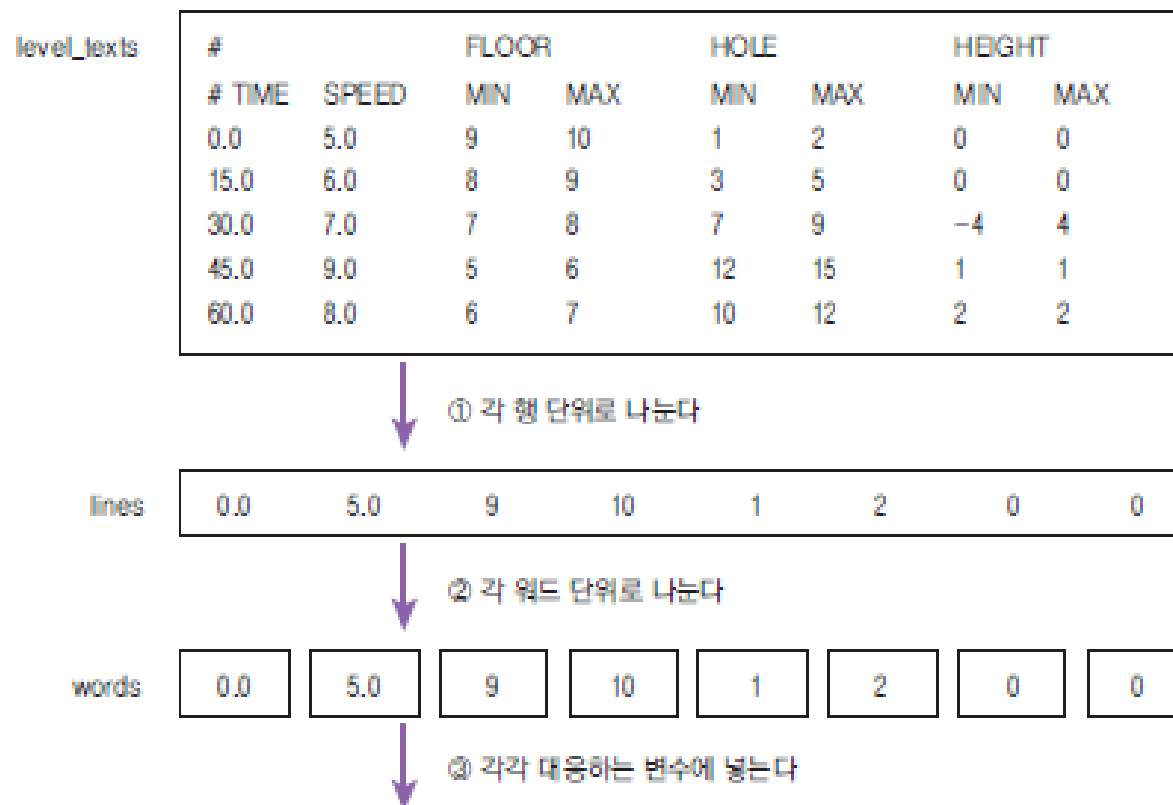 level_texts
# FLOOR HOLE HEIGHT
# TIME SPEED MIN MAX MIN MAX MIN MAX
0.0 5.0 9 10 1 2 0 0
15.0 6.0 8 9 3 5 0 0
30.0 7.0 7 8 7 9 −4 4
45.0 9.0 5 6 12 15 1 1
60.0 8.0 6 7 10 12 2 2
① 각 행 단위로 나눈다
lines 0.0 5.0 9 10 1 2 0 0
② 각 워드 단위로 나눈다
words 0.0 5.0 9 10 1 2 0 0
③ 각각 대응하는 변수에 넣는다